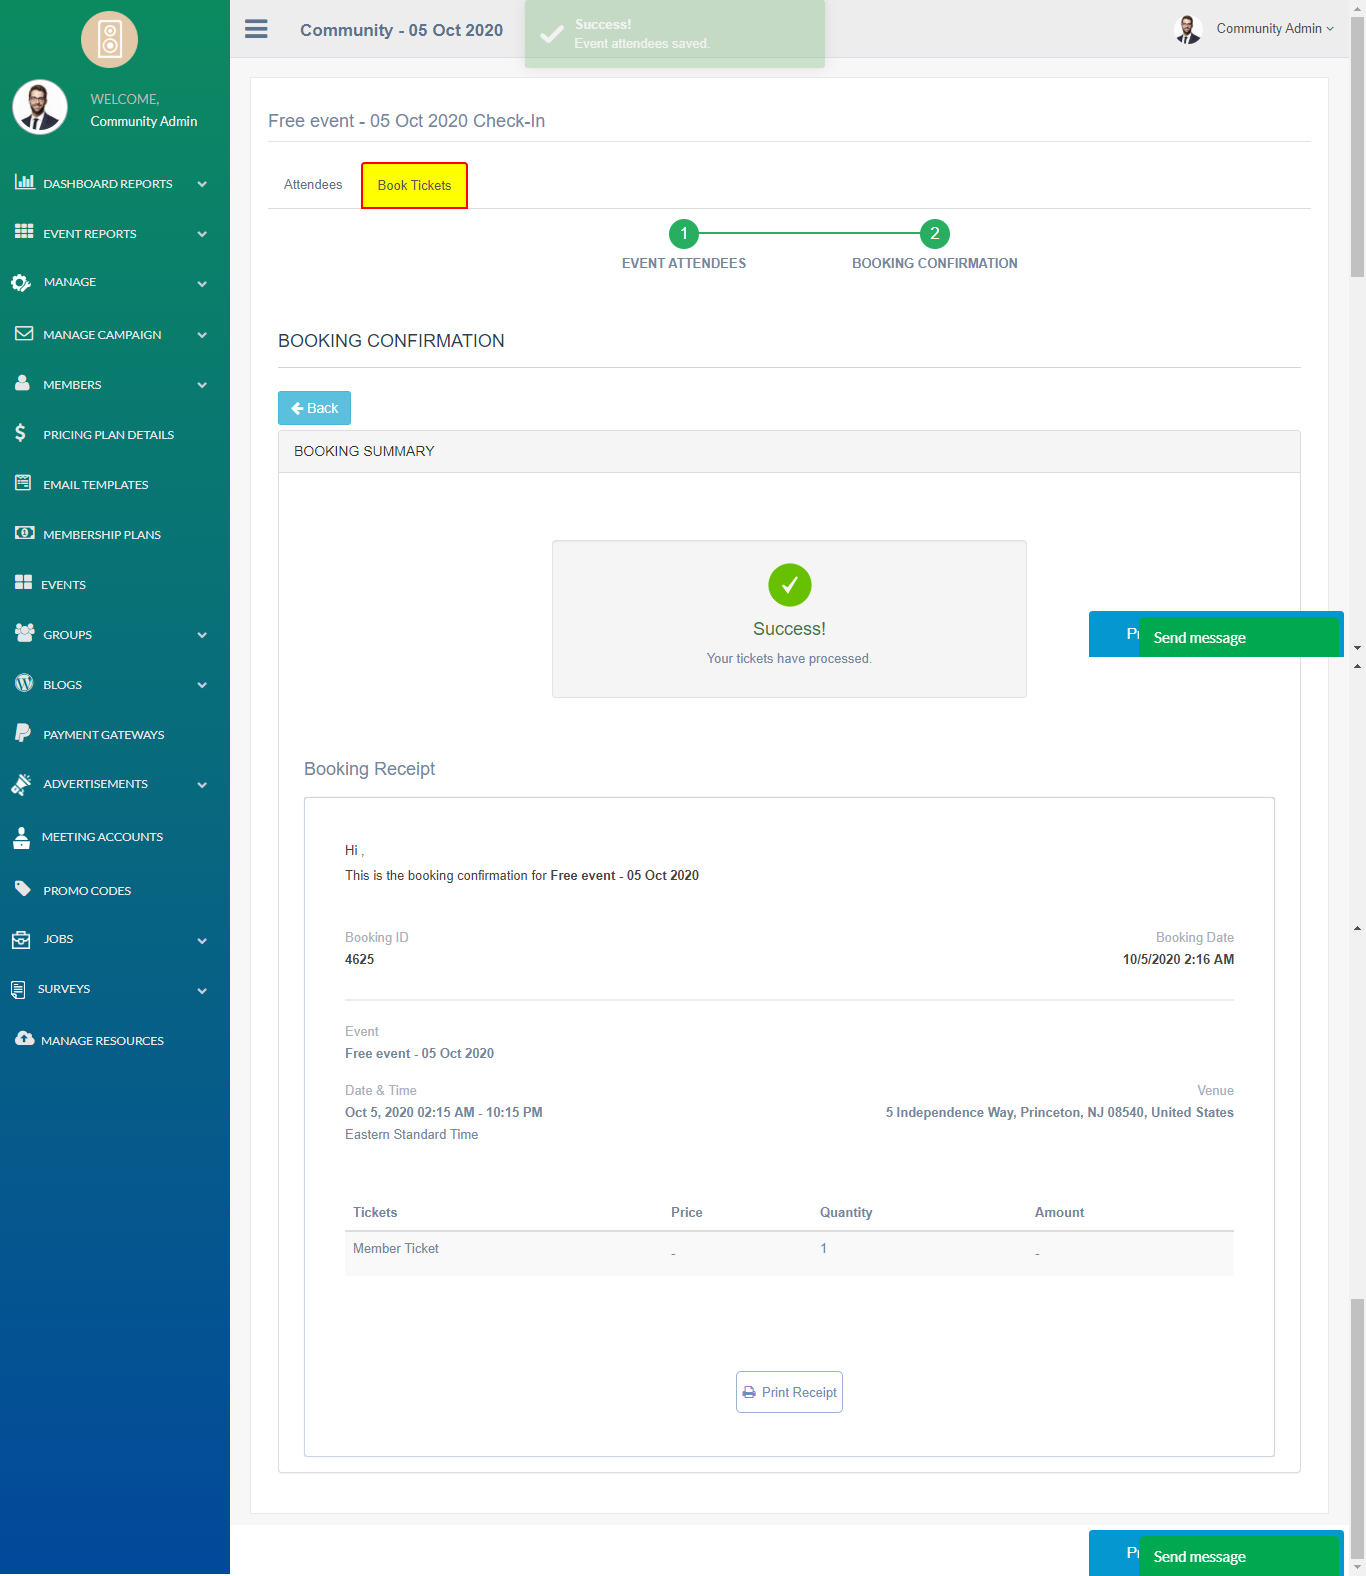 WELCOME,
Community Admin
DASHBOARD REPORTS
EVENT REPORTS
MANAGE
MANAGE CAMPAIGN
MEMBERS
PRICING PLAN DETAILS
EMAIL TEMPLATES
MEMBERSHIP PLANS
EVENTS
GROUPS
BLOGS
PAYMENT GATEWAYS
ADVERTISEMENTS
MEETING ACCOUNTS
PROMO CODES
JOBS
SURVEYS
MANAGE RESOURCES
Community - 05 Oct 2020
Success!
Event attendees saved.
Community Admin
Free event - 05 Oct 2020 Check-In
Attendees
Book Tickets
1
2
EVENT ATTENDEES
BOOKING CONFIRMATION
BOOKING CONFIRMATION
Back
BOOKING SUMMARY
Success!
Your tickets have processed.
Send message
Booking Receipt
Hi ,
This is the booking confirmation for Free event - 05 Oct 2020
Booking ID
4625
Booking Date
10/5/2020 2:16 AM
Event
Free event - 05 Oct 2020
Date & Time
Oct 5, 2020 02:15 AM - 10:15 PM
Eastern Standard Time
Venue
5 Independence Way, Princeton, NJ 08540, United States
Tickets Price Quantity Amount
Member Ticket - 1 -
Print Receipt
Send message